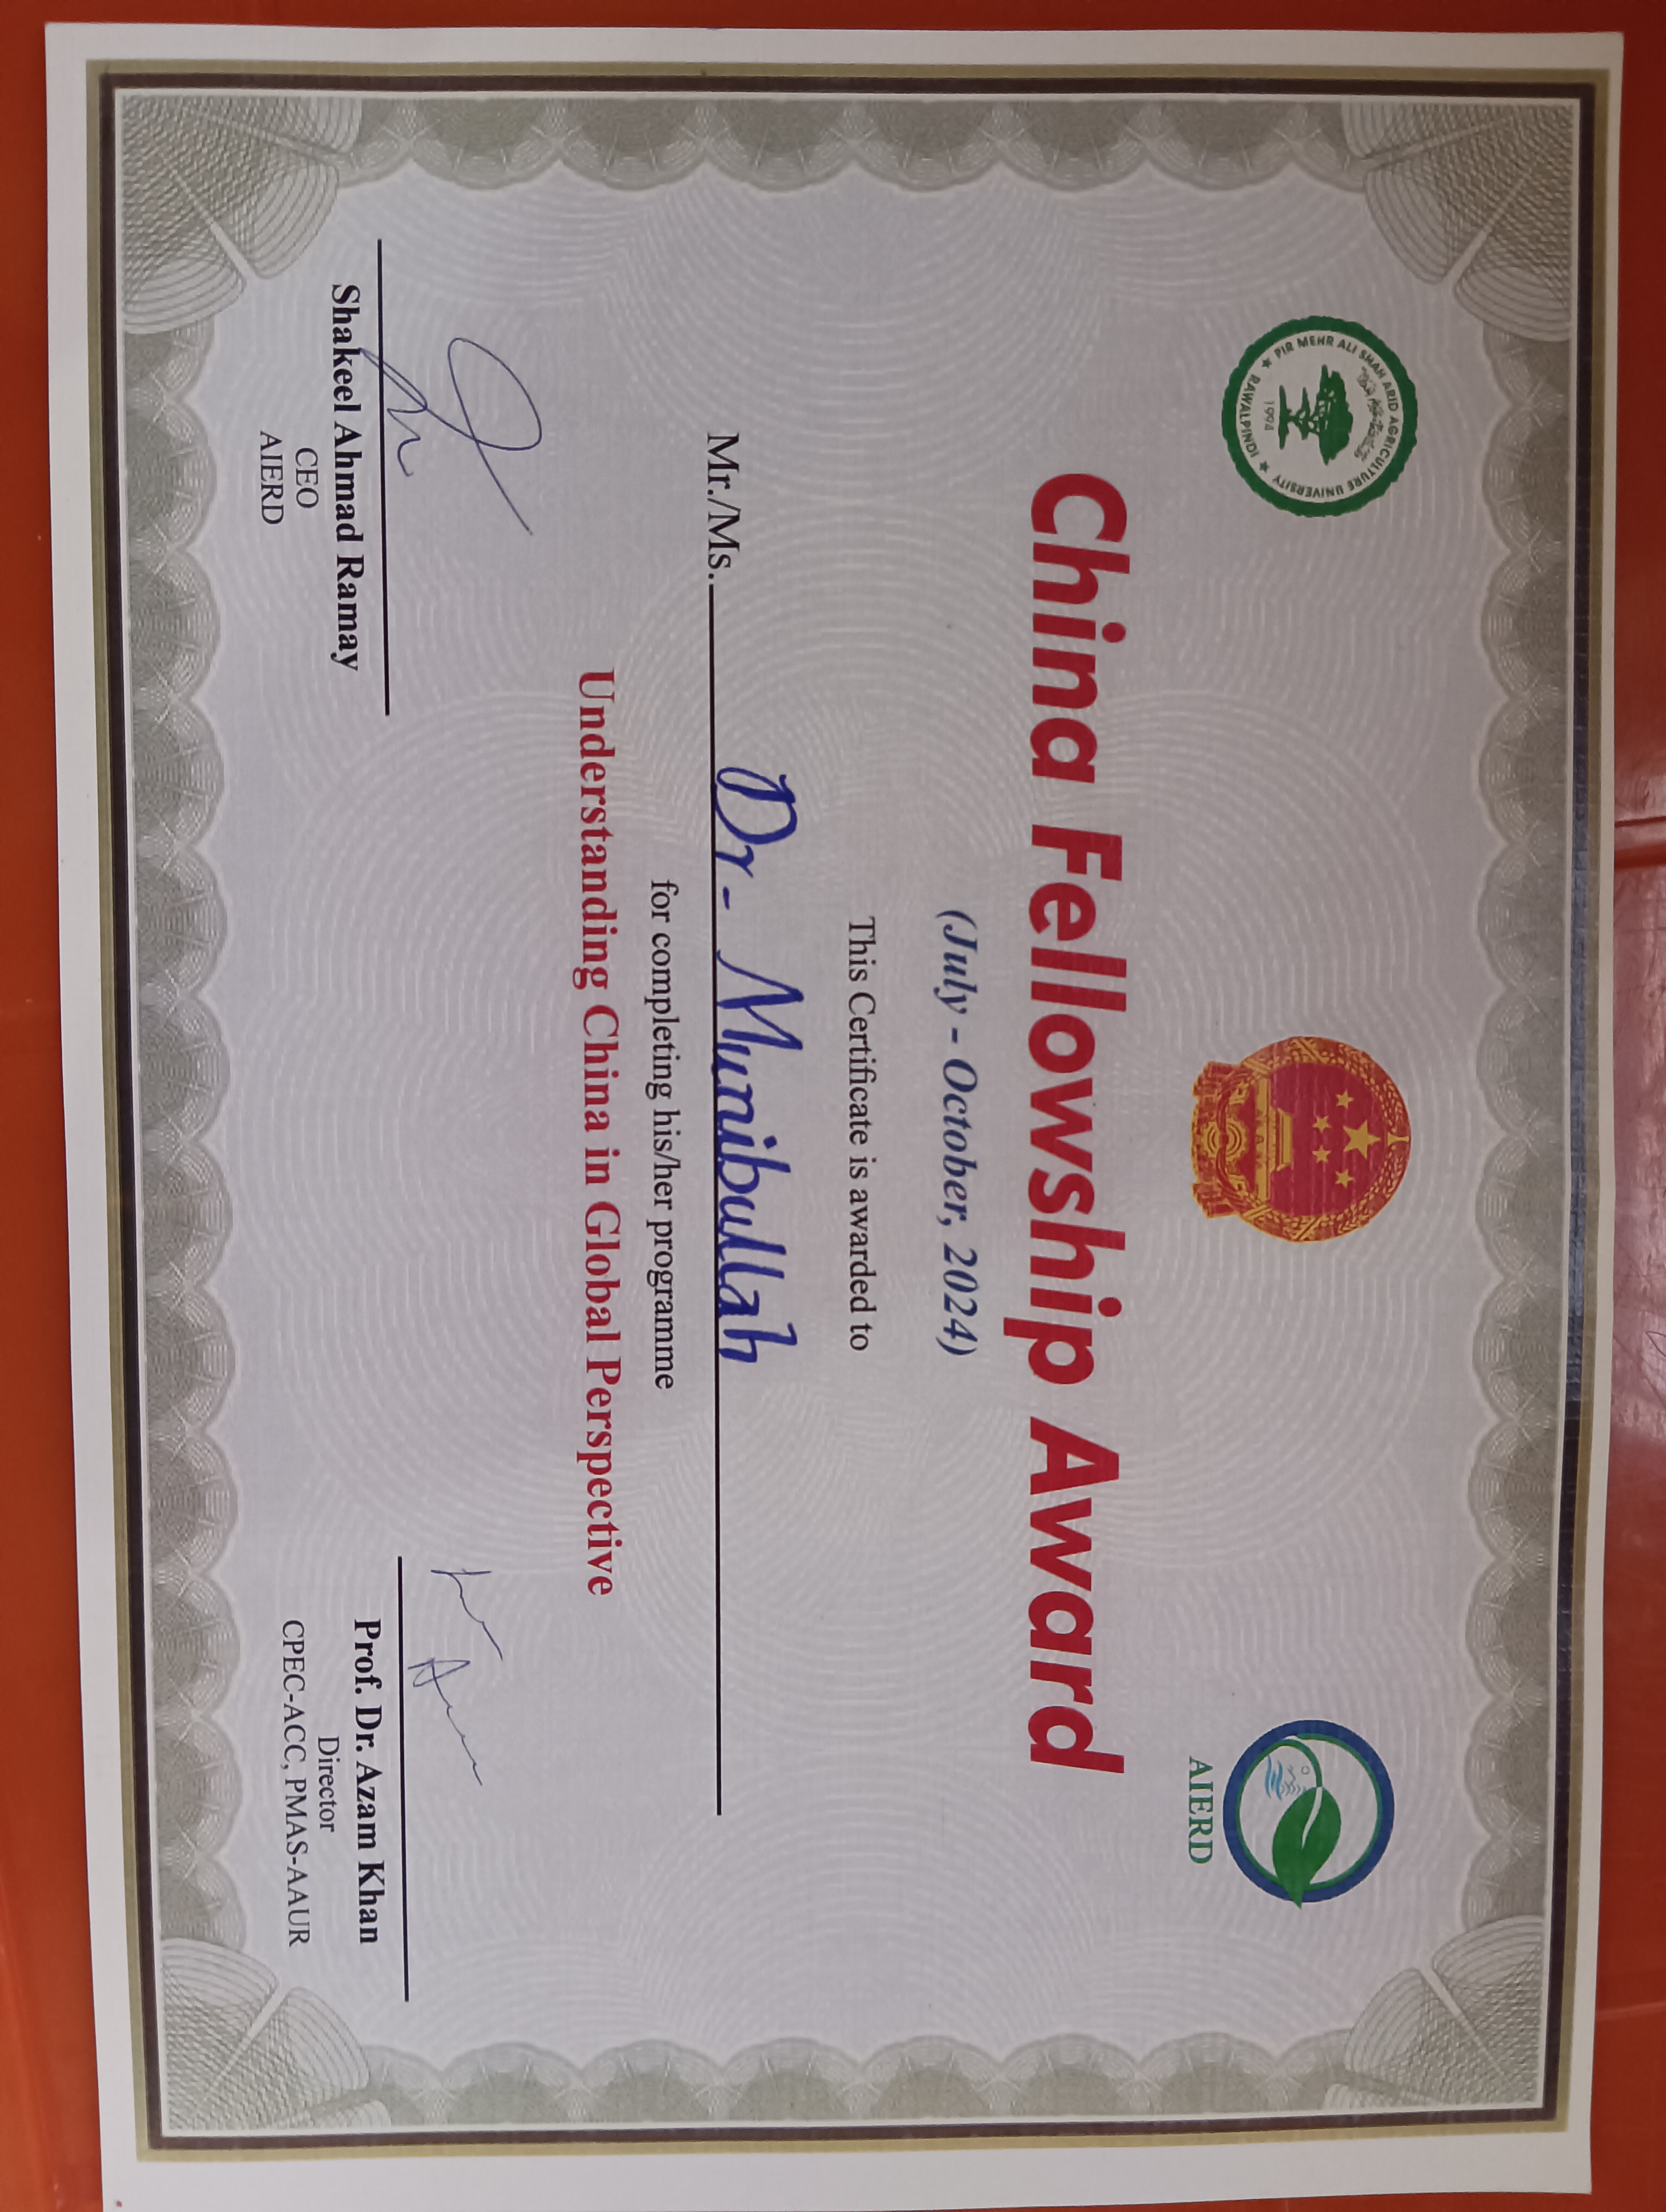 PIR MEHR ALI SHAH ARID AGRICULTURE UNIVERSITY
★ RAWALPINDI ★
1994
AIERD
China Fellowship Award
(July - October, 2024)
This Certificate is awarded to
Mr./Ms. Dr- Munibullah
for completing his/her programme
Understanding China in Global Perspective
Shakeel Ahmad Ramay
CEO
AIERD
Prof. Dr. Azam Khan
Director
CPEC-ACC, PMAS-AAUR